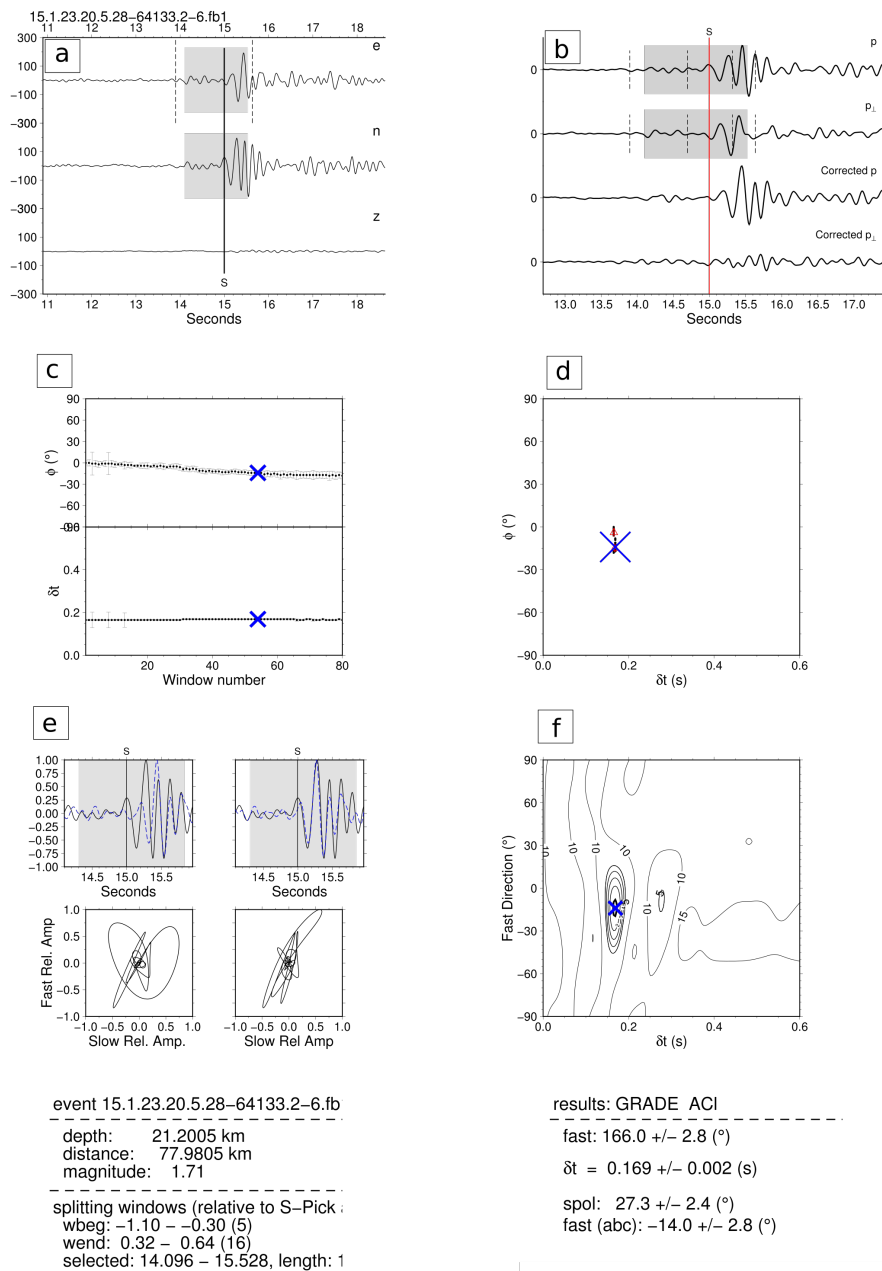 15.1.23.20.5.28−64133.2−6.fb1
11 12 13 14 15 16 17 18
a
e
300
100
−100
−300
n
300
100
−100
−300
z
300
100
−100
−300
S
11 12 13 14 15 16 17 18
Seconds
b
S
p
0
p⊥
0
Corrected p
0
Corrected p⊥
0
13.0 13.5 14.0 14.5 15.0 15.5 16.0 16.5 17.0
Seconds
c
90
60
30
0
−30
−60
−90
ϕ (°)
0.6
0.4
0.2
0.0
δt
20 40 60 80
Window number
d
90
60
30
0
−30
−60
−90
ϕ (°)
0.0 0.2 0.4 0.6
δt (s)
e
S
1.00
0.75
0.50
0.25
0.00
−0.25
−0.50
−0.75
−1.00
14.5 15.0 15.5
Seconds
S
14.5 15.0 15.5
Seconds
Fast Rel. Amp
1.0
0.5
0.0
−0.5
−1.0
−1.0 −0.5 0.0 0.5 1.0
Slow Rel. Amp.
−1.0 −0.5 0.0 0.5 1.0
Slow Rel Amp
f
90
60
30
0
−30
−60
−90
Fast Direction (°)
10 10 10 10 10 15 5
0.0 0.2 0.4 0.6
δt (s)
event 15.1.23.20.5.28−64133.2−6.fb
depth: 21.2005 km
distance: 77.9805 km
magnitude: 1.71
splitting windows (relative to S−Pick
wbeg: −1.10 − −0.30 (5)
wend: 0.32 − 0.64 (16)
selected: 14.096 − 15.528, length: 1
results: GRADE ACl
fast: 166.0 +/− 2.8 (°)
δt = 0.169 +/− 0.002 (s)
spol: 27.3 +/− 2.4 (°)
fast (abc): −14.0 +/− 2.8 (°)